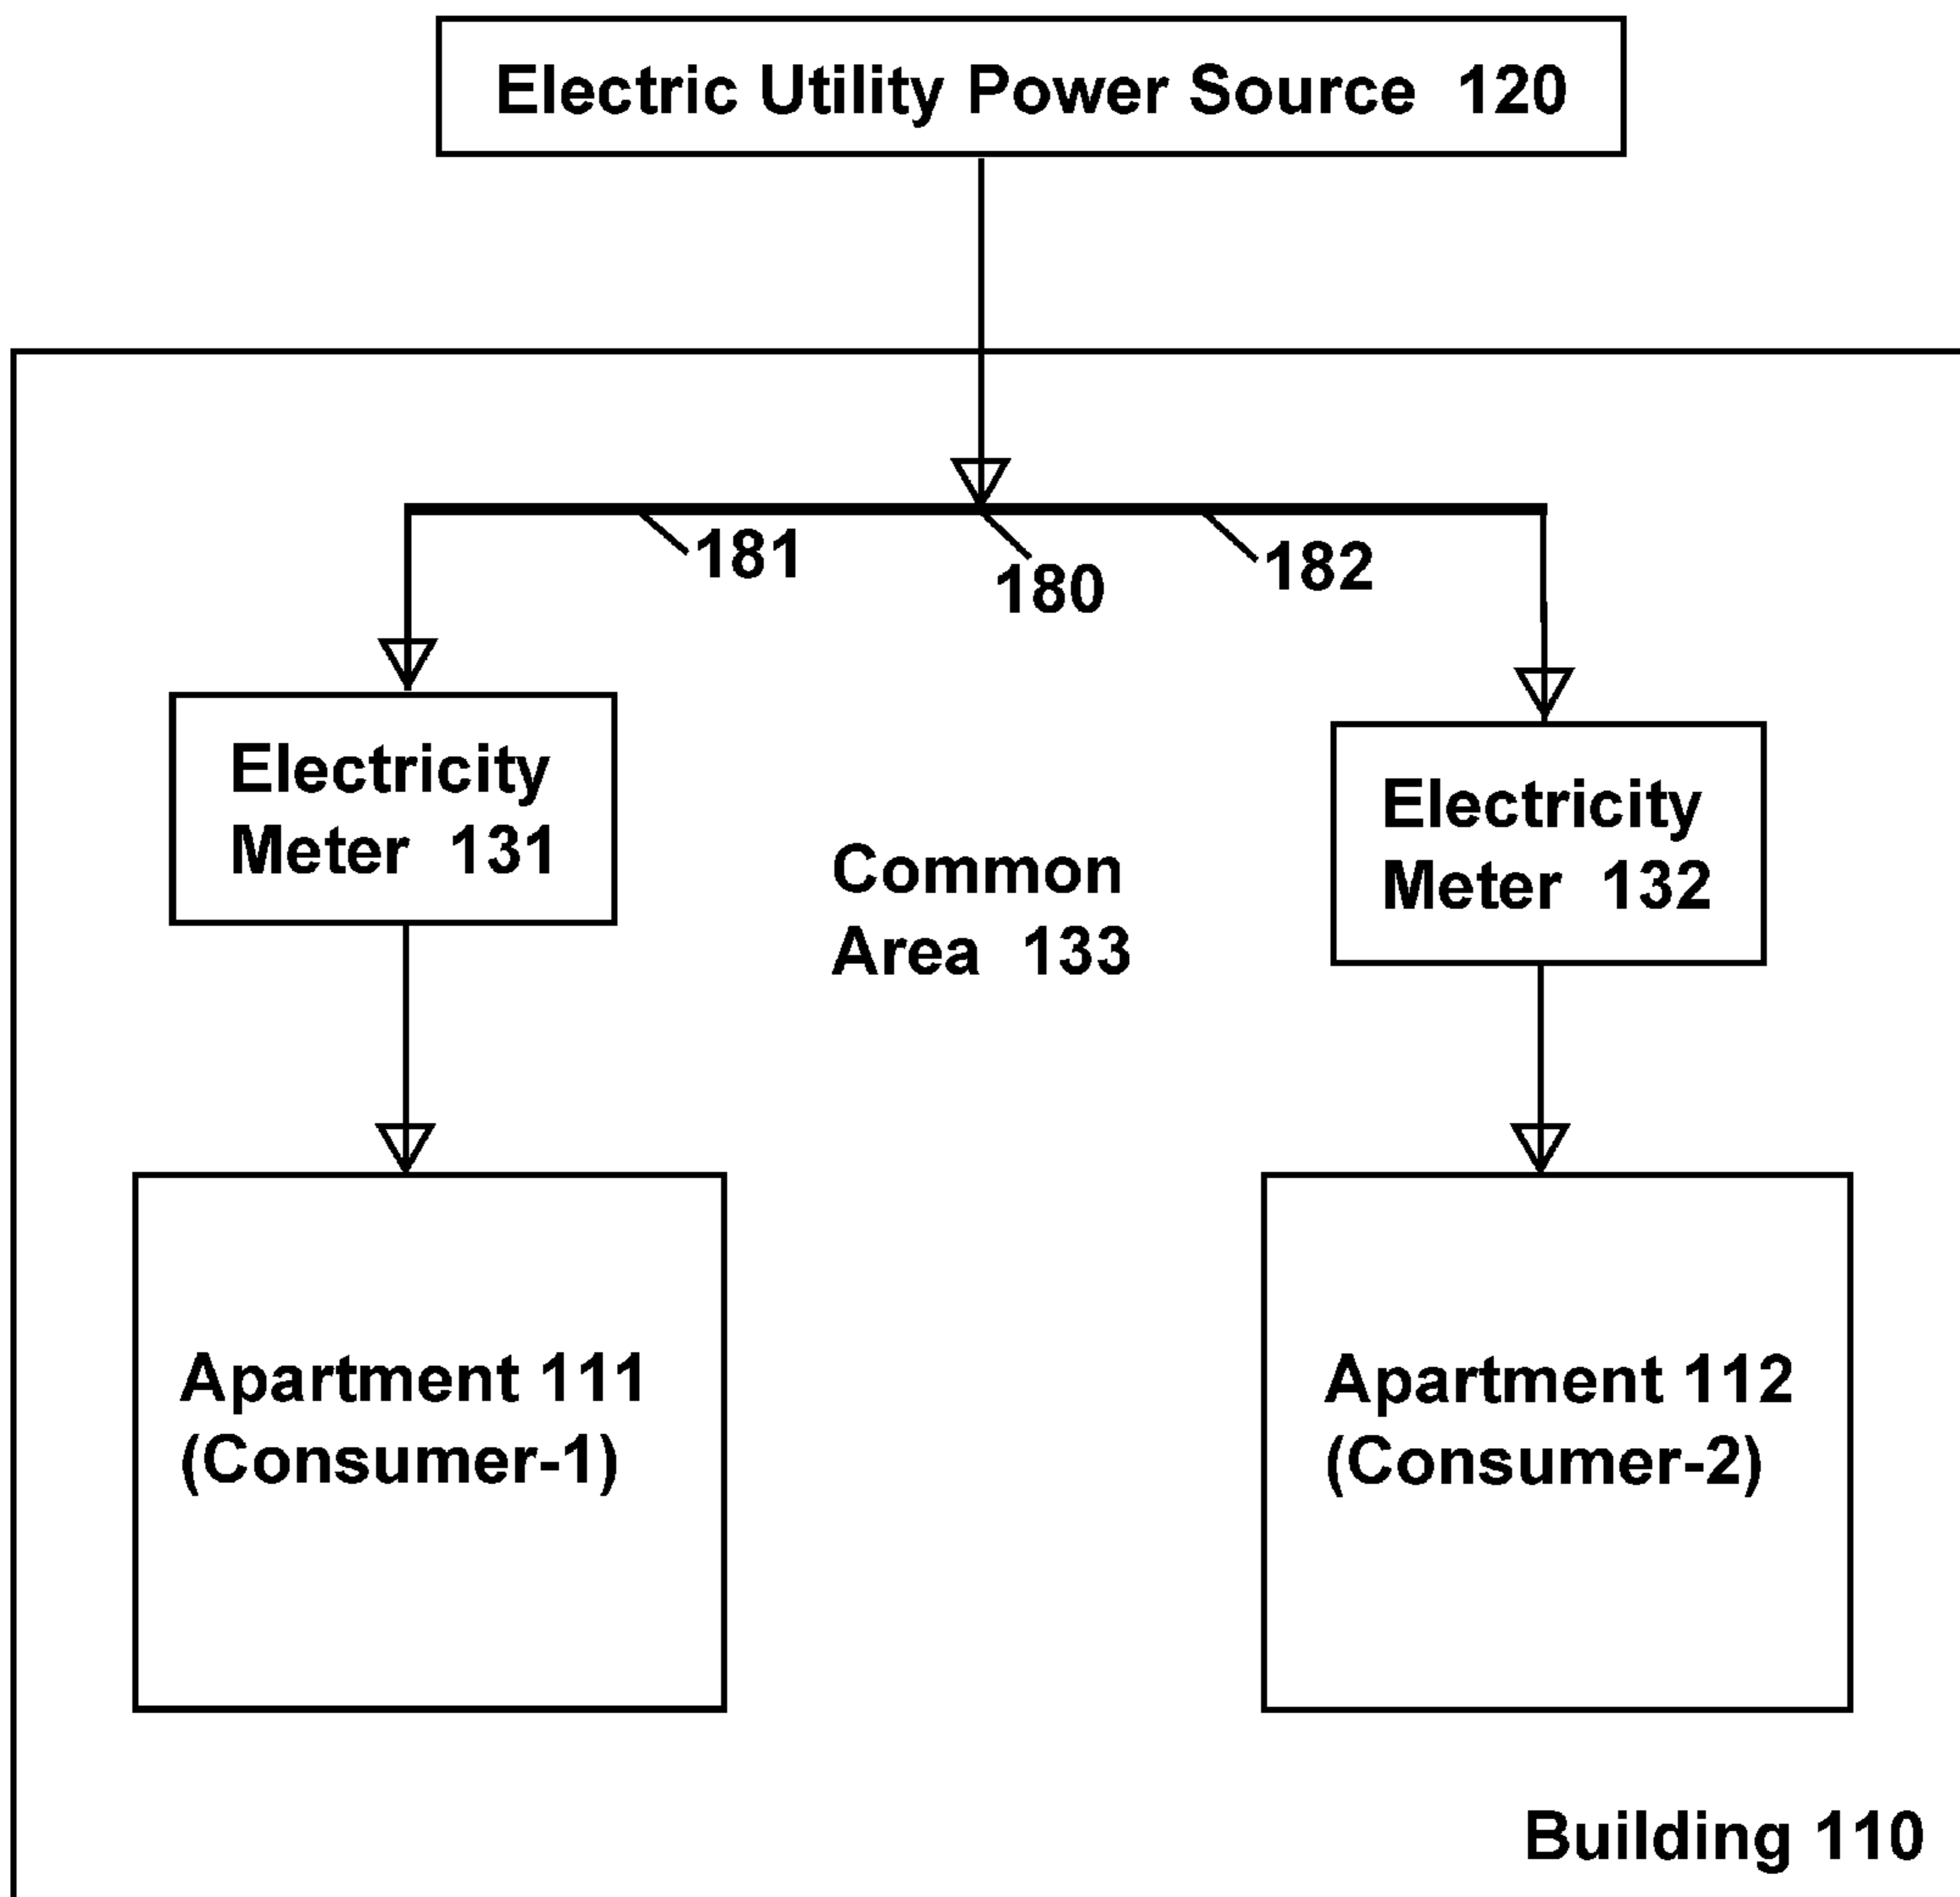 Electric Utility Power Source 120
181
180
182
Electricity
Meter 131
Common
Area 133
Electricity
Meter 132
Apartment 111
(Consumer-1)
Apartment 112
(Consumer-2)
Building 110